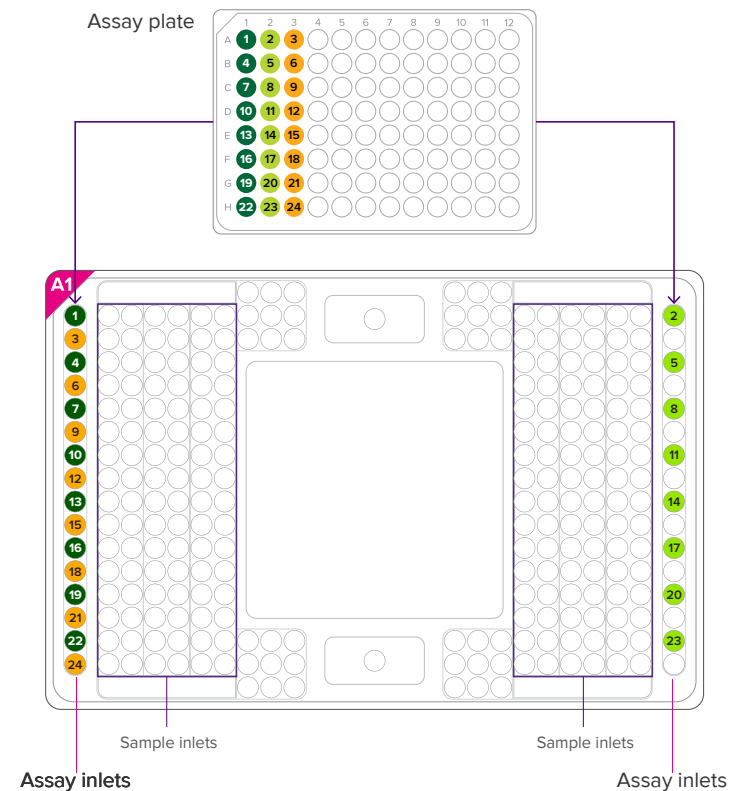 Assay plate
1 2 3 4 5 6 7 8 9 10 11 12
A 1 2 3
B 4 5 6
C 7 8 9
D 10 11 12
E 13 14 15
F 16 17 18
G 19 20 21
H 22 23 24
A1
1 2
3
4 5
6
7 8
9
10 11
12
13 14
15
16 17
18
19 20
21
22 23
24
Sample inlets Sample inlets
Assay inlets Assay inlets